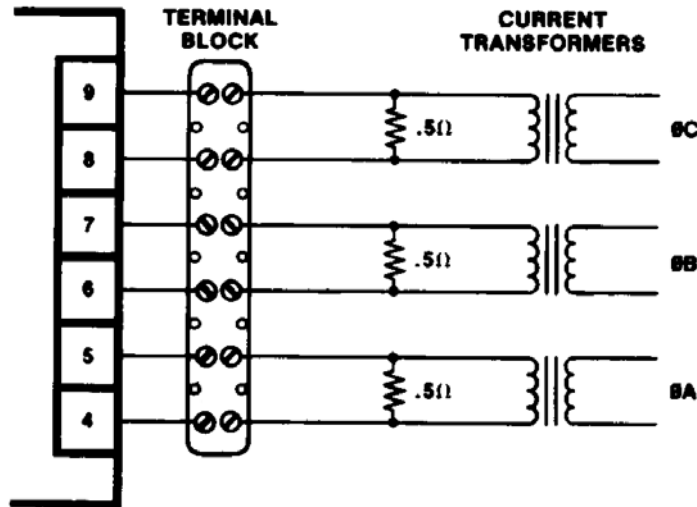 TERMINAL
BLOCK
CURRENT
TRANSFORMERS
9
.5Ω
ØC
8
7
.5Ω
ØB
6
5
.5Ω
ØA
4